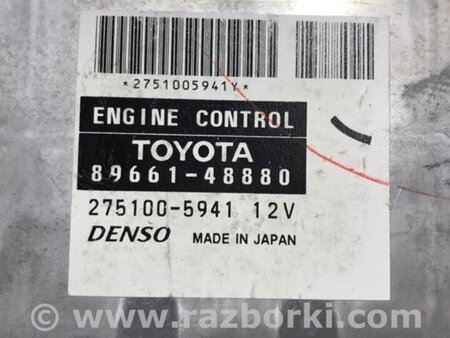 *2751005941Y*
ENGINE CONTROL
TOYOTA
89661-48880
275100-5941 12V
DENSO MADE IN JAPAN
© www.razborki.com